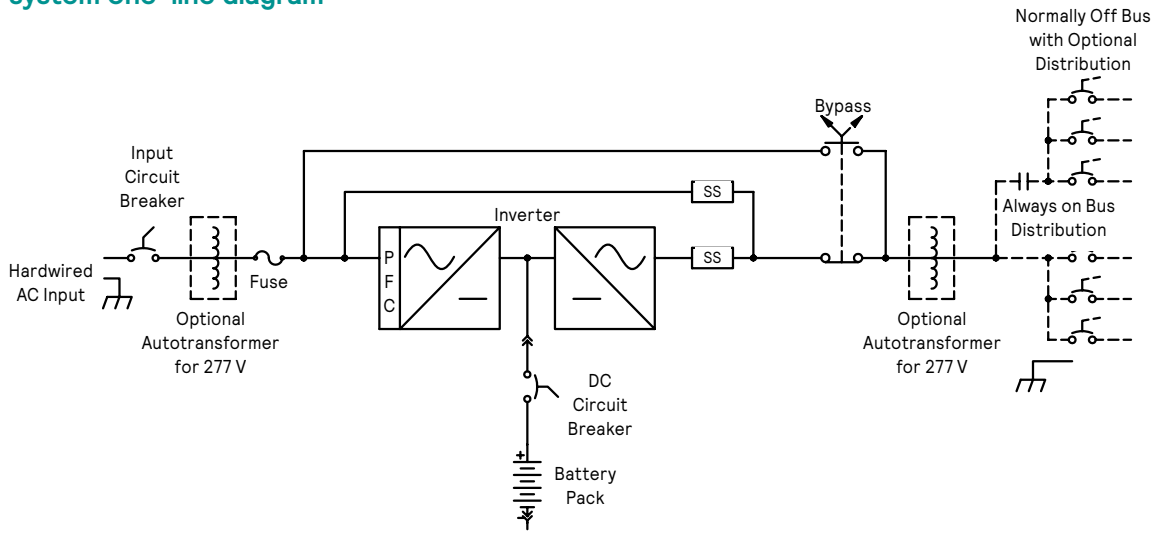 system one-line diagram
Normally Off Bus
with Optional
Distribution
Bypass
Input
Circuit
Breaker
SS
Inverter
Always on Bus
Distribution
Hardwired
AC Input
Fuse
P
F
C
SS
Optional
Autotransformer
for 277 V
Optional
Autotransformer
for 277 V
DC
Circuit
Breaker
+
Battery
Pack
-